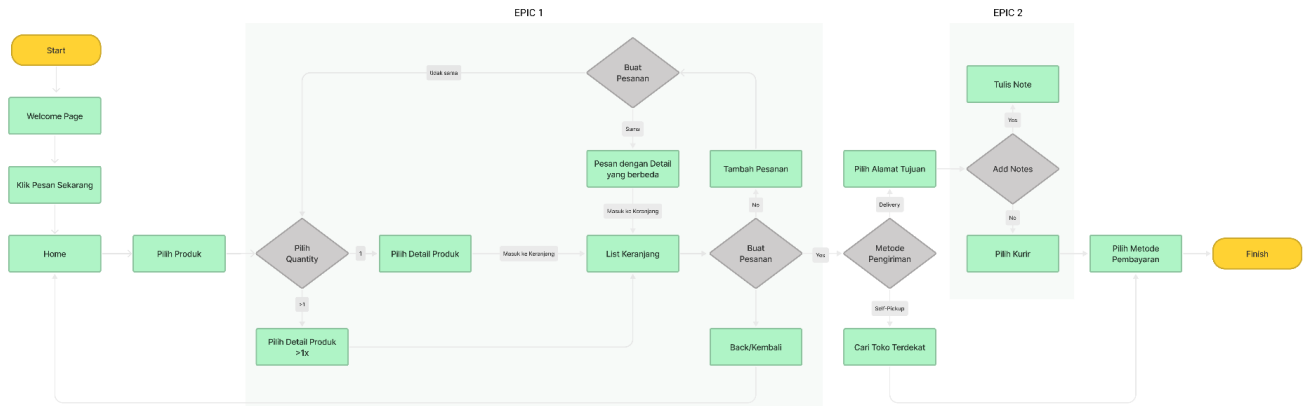 EPIC 1
EPIC 2
Start
Welcome Page
Klik Pesan Sekarang
Home
Pilih Produk
Pilih
Quantity
1
>1
Pilih Detail Produk
Pilih Detail Produk
>1x
Masuk ke Keranjang
tidak sama
Buat
Pesanan
Sama
Pesan dengan Detail
yang berbeda
Masuk ke Keranjang
List Keranjang
Tambah Pesanan
No
Buat
Pesanan
Yes
Back/Kembali
Pilih Alamat Tujuan
Delivery
Metode
Pengiriman
Self-Pickup
Cari Toko Terdekat
Tulis Note
Yes
Add Notes
No
Pilih Kurir
Pilih Metode
Pembayaran
Finish